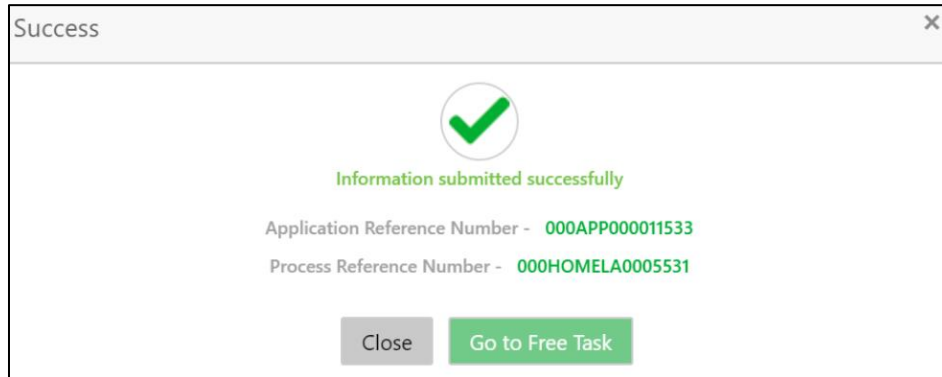 Success
Information submitted successfully
Application Reference Number - 000APP000011533
Process Reference Number - 000HOMELA0005531
Close Go to Free Task